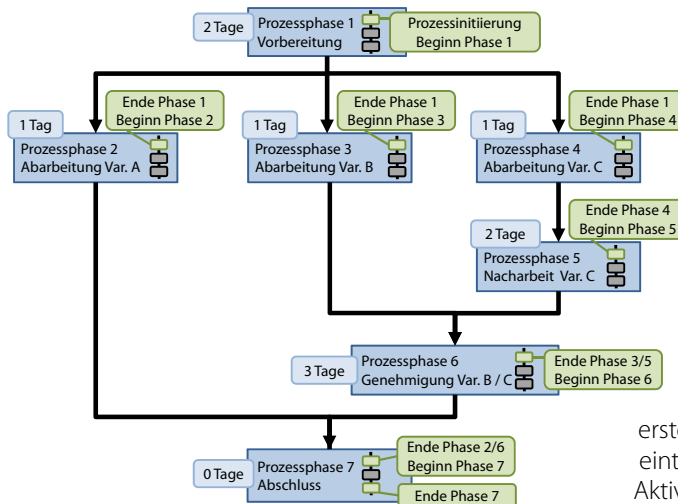 2 Tage
Prozessphase 1
Vorbereitung
Prozessinitiierung
Beginn Phase 1
1 Tag
Ende Phase 1
Beginn Phase 2
Prozessphase 2
Abarbeitung Var. A
1 Tag
Ende Phase 1
Beginn Phase 3
Prozessphase 3
Abarbeitung Var. B
1 Tag
Ende Phase 1
Beginn Phase 4
Prozessphase 4
Abarbeitung Var. C
2 Tage
Ende Phase 4
Beginn Phase 5
Prozessphase 5
Nacharbeit Var. C
3 Tage
Prozessphase 6
Genehmigung Var. B / C
Ende Phase 3/5
Beginn Phase 6
0 Tage
Prozessphase 7
Abschluss
Ende Phase 2/6
Beginn Phase 7
Ende Phase 7
erste
eint
Aktiv